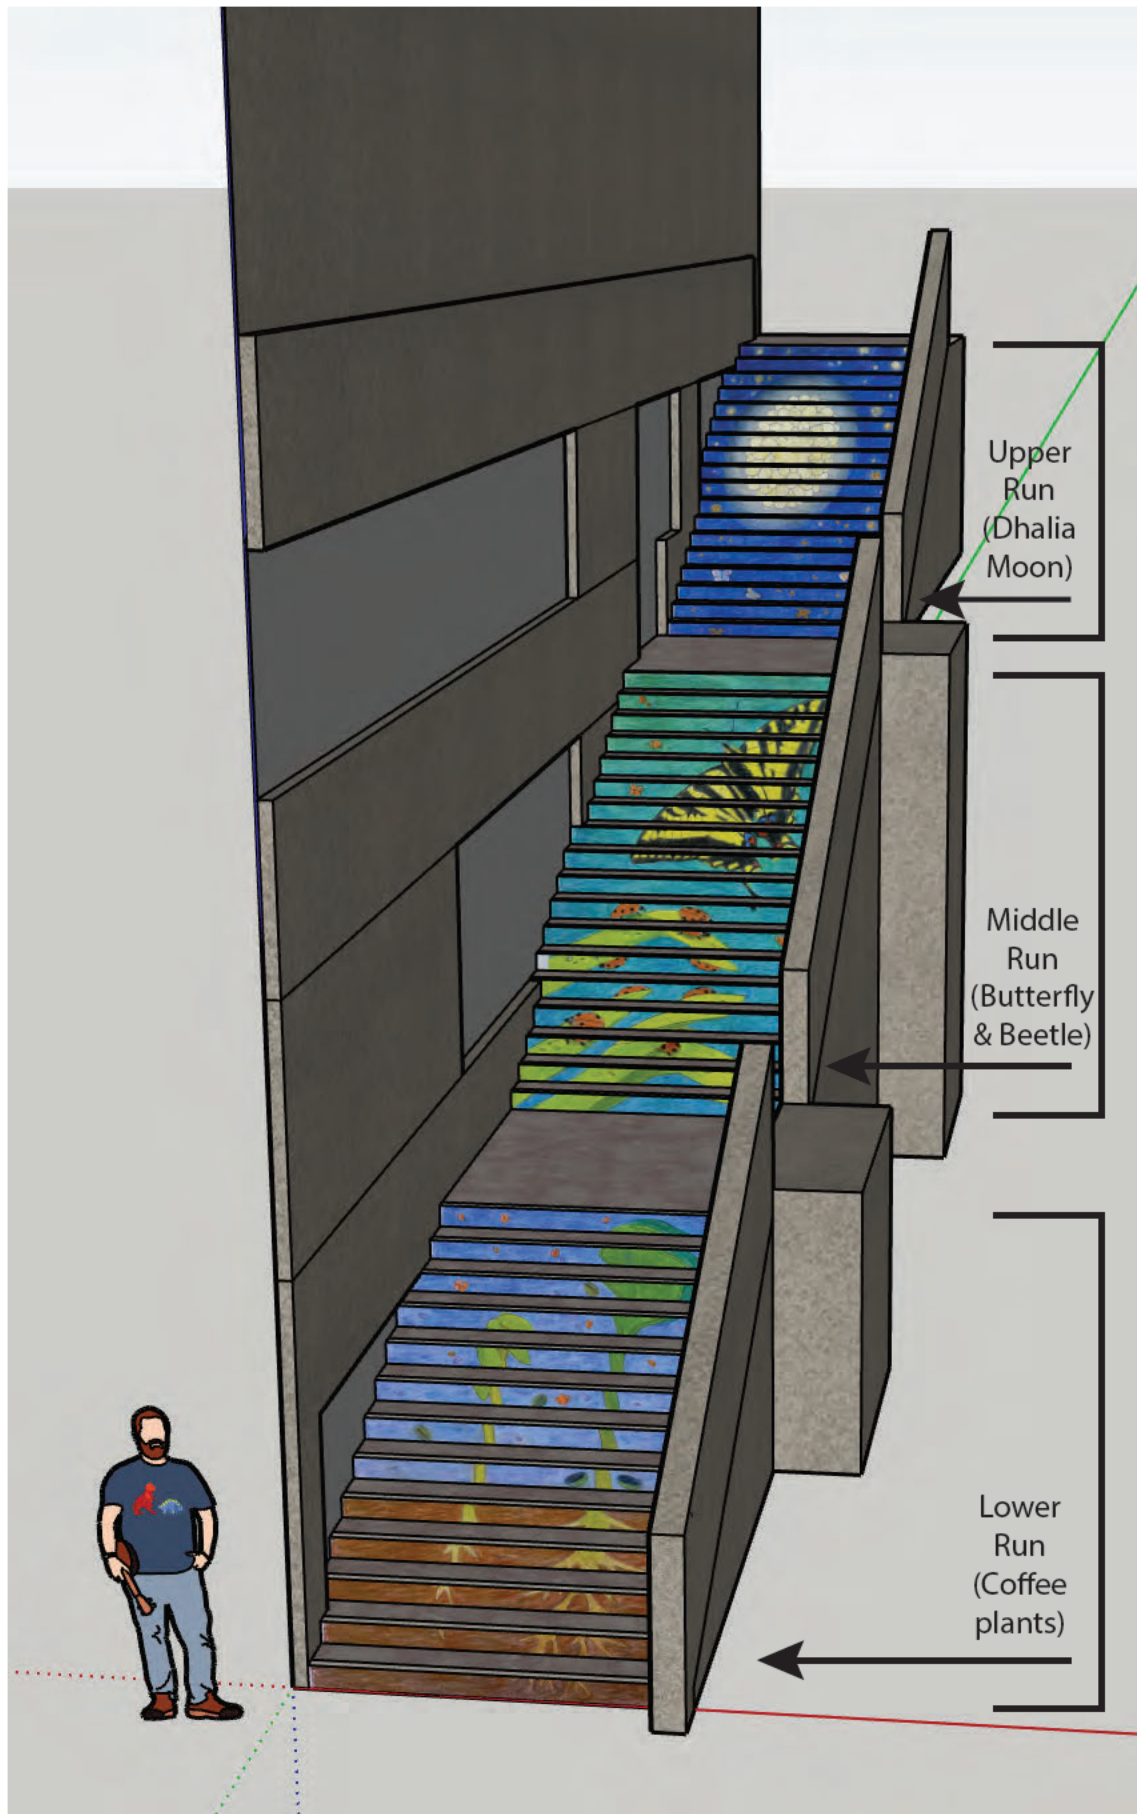 Upper
Run
(Dhalia
Moon)
Middle
Run
(Butterfly
& Beetle)
Lower
Run
(Coffee
plants)